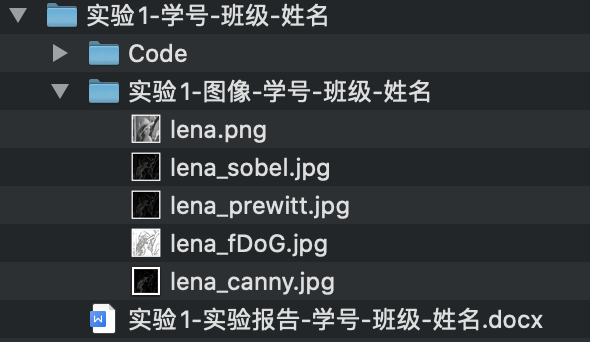 实验1-学号-班级-姓名
Code
实验1-图像-学号-班级-姓名
lena.png
lena_sobel.jpg
lena_prewitt.jpg
lena_fDoG.jpg
lena_canny.jpg
实验1-实验报告-学号-班级-姓名.docx